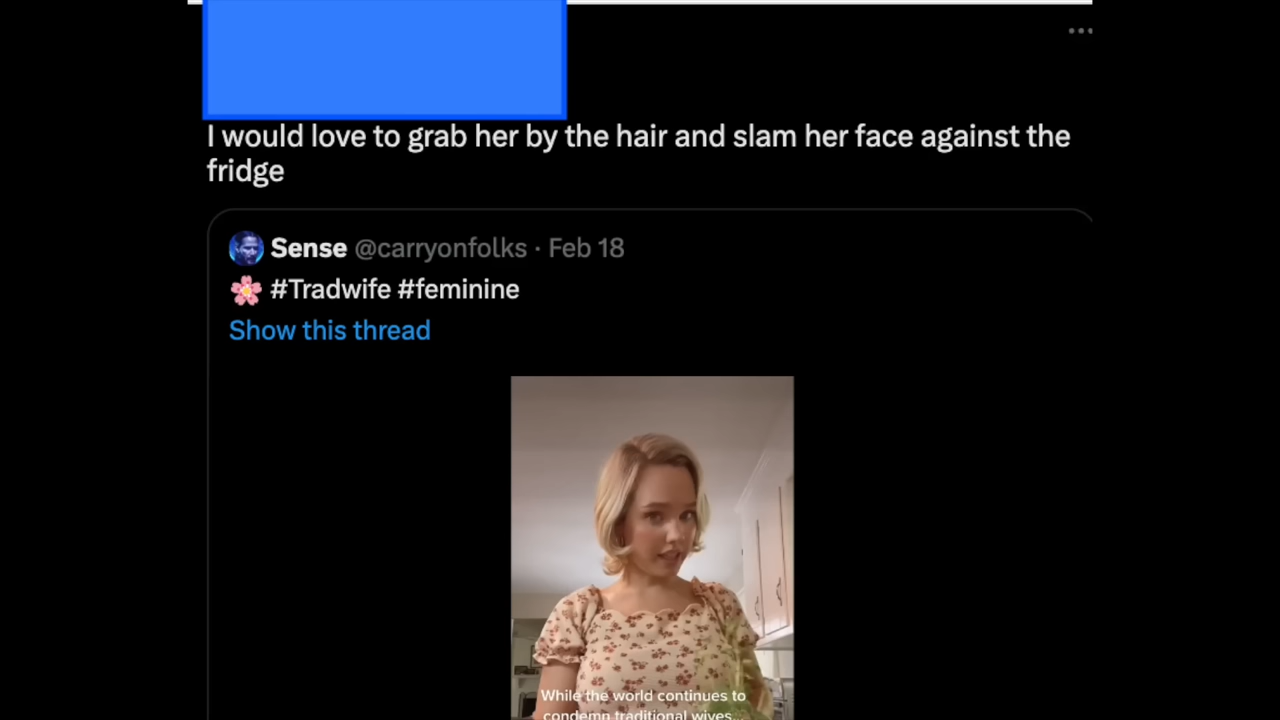 I would love to grab her by the hair and slam her face against the
fridge
Sense @carryonfolks · Feb 18
🌸 #Tradwife #feminine
Show this thread
While the world continues to
condemn traditional wives...